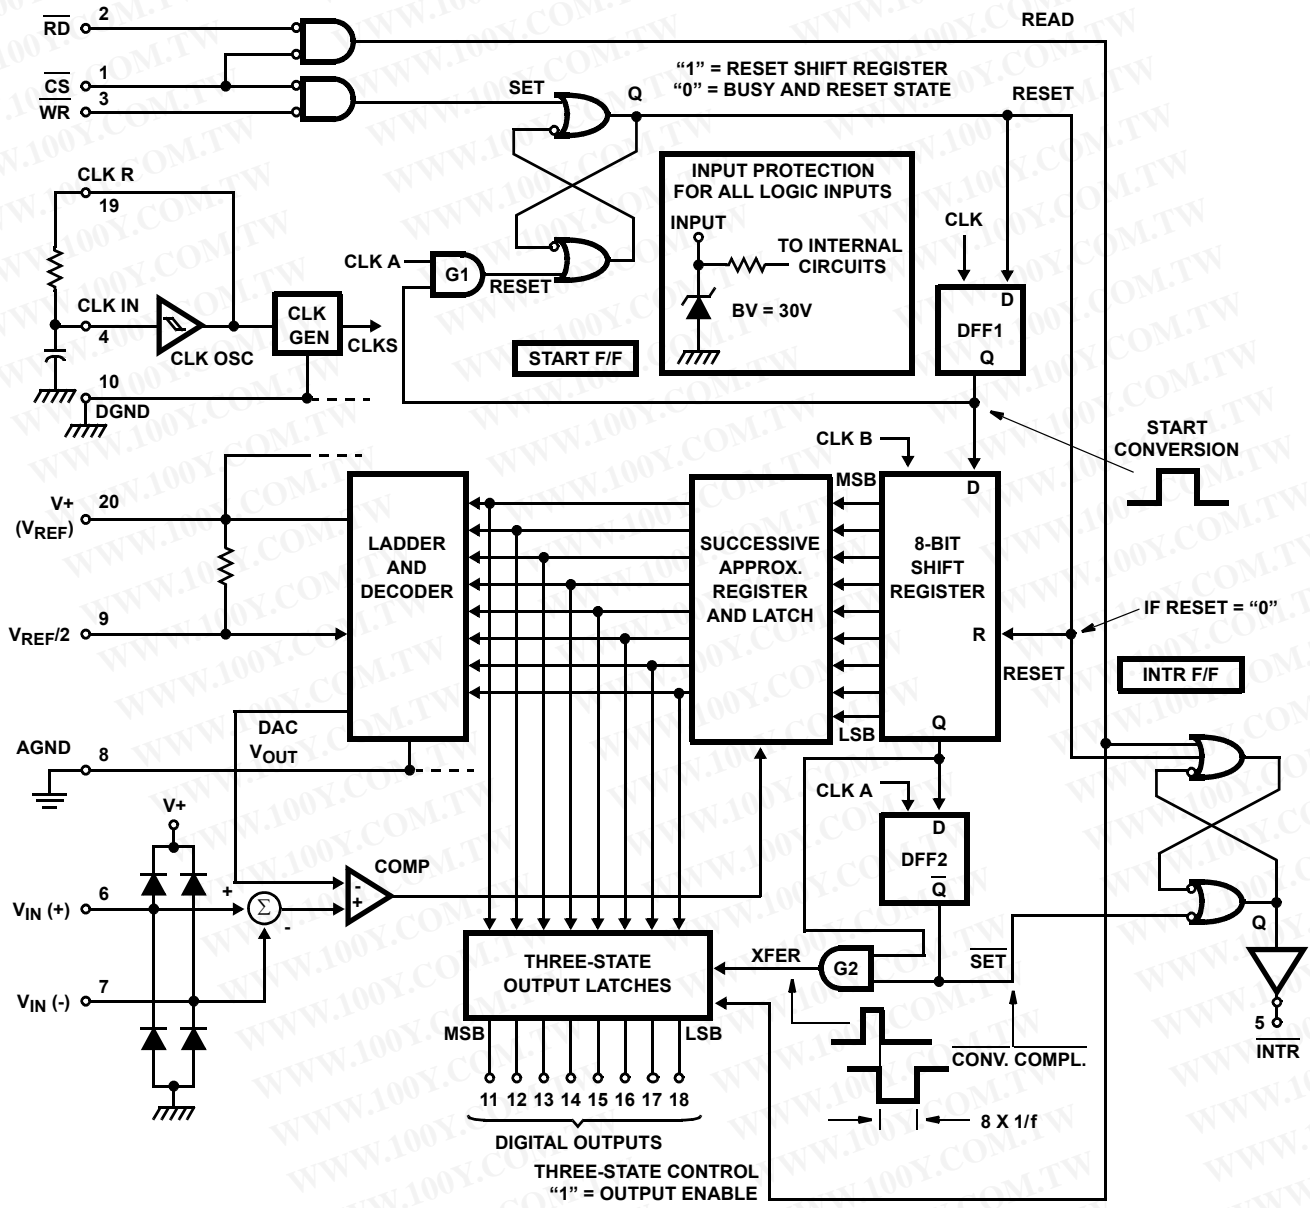 2
RD
READ
1
CS
3
WR
SET
Q
"1" = RESET SHIFT REGISTER
"0" = BUSY AND RESET STATE
RESET
CLK R
19
INPUT PROTECTION
FOR ALL LOGIC INPUTS
INPUT
TO INTERNAL
CIRCUITS
BV = 30V
CLK
CLK A
G1
RESET
D
DFF1
Q
CLK IN
4
CLK OSC
CLK
GEN
CLKS
START F/F
10
DGND
START
CONVERSION
CLK B
MSB
D
V+
(VREF)
20
LADDER
AND
DECODER
SUCCESSIVE
APPROX.
REGISTER
AND LATCH
8-BIT
SHIFT
REGISTER
9
VREF/2
R
IF RESET = "0"
RESET
INTR F/F
DAC
VOUT
LSB
Q
AGND
8
CLK A
D
DFF2
Q
V+
COMP
-
+
6
VIN (+)
+
Σ
-
7
VIN (-)
Q
THREE-STATE
OUTPUT LATCHES
XFER
G2
SET
MSB
LSB
5
INTR
CONV. COMPL.
11 12 13 14 15 16 17 18
8 X 1/f
DIGITAL OUTPUTS
THREE-STATE CONTROL
"1" = OUTPUT ENABLE
WWW.100Y.COM.TW